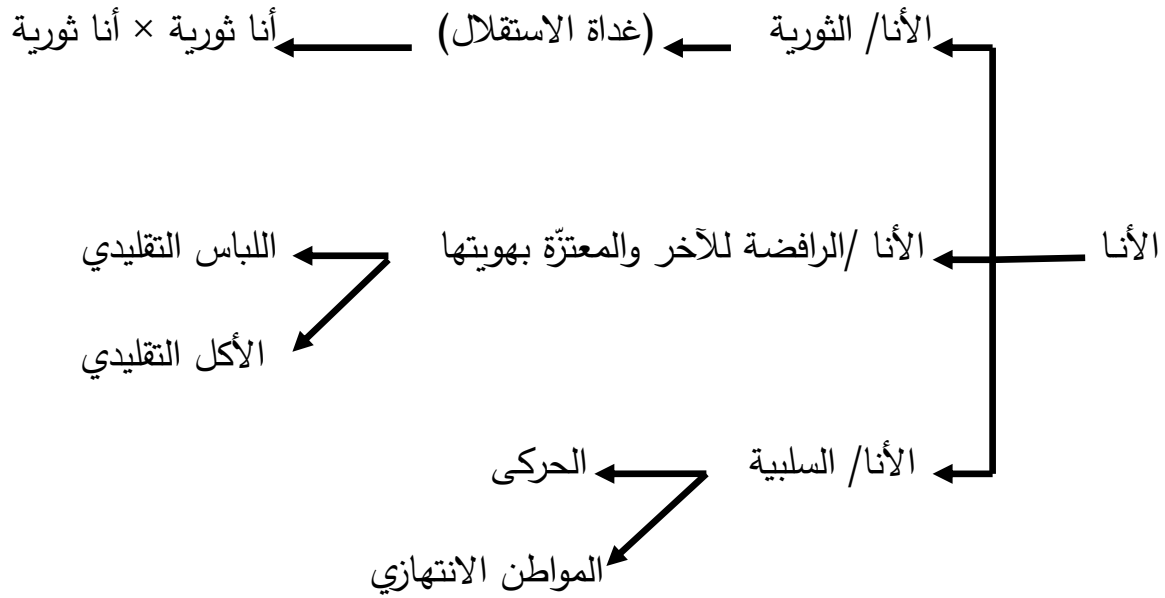 الأنا/ الثورية (غداة الاستقلال) أنا ثورية × أنا ثورية
الأنا الأنا /الرافضة للآخر والمعتزّة بهويتها اللباس التقليدي
الأكل التقليدي
الأنا/ السلبية الحركى
المواطن الانتهازي